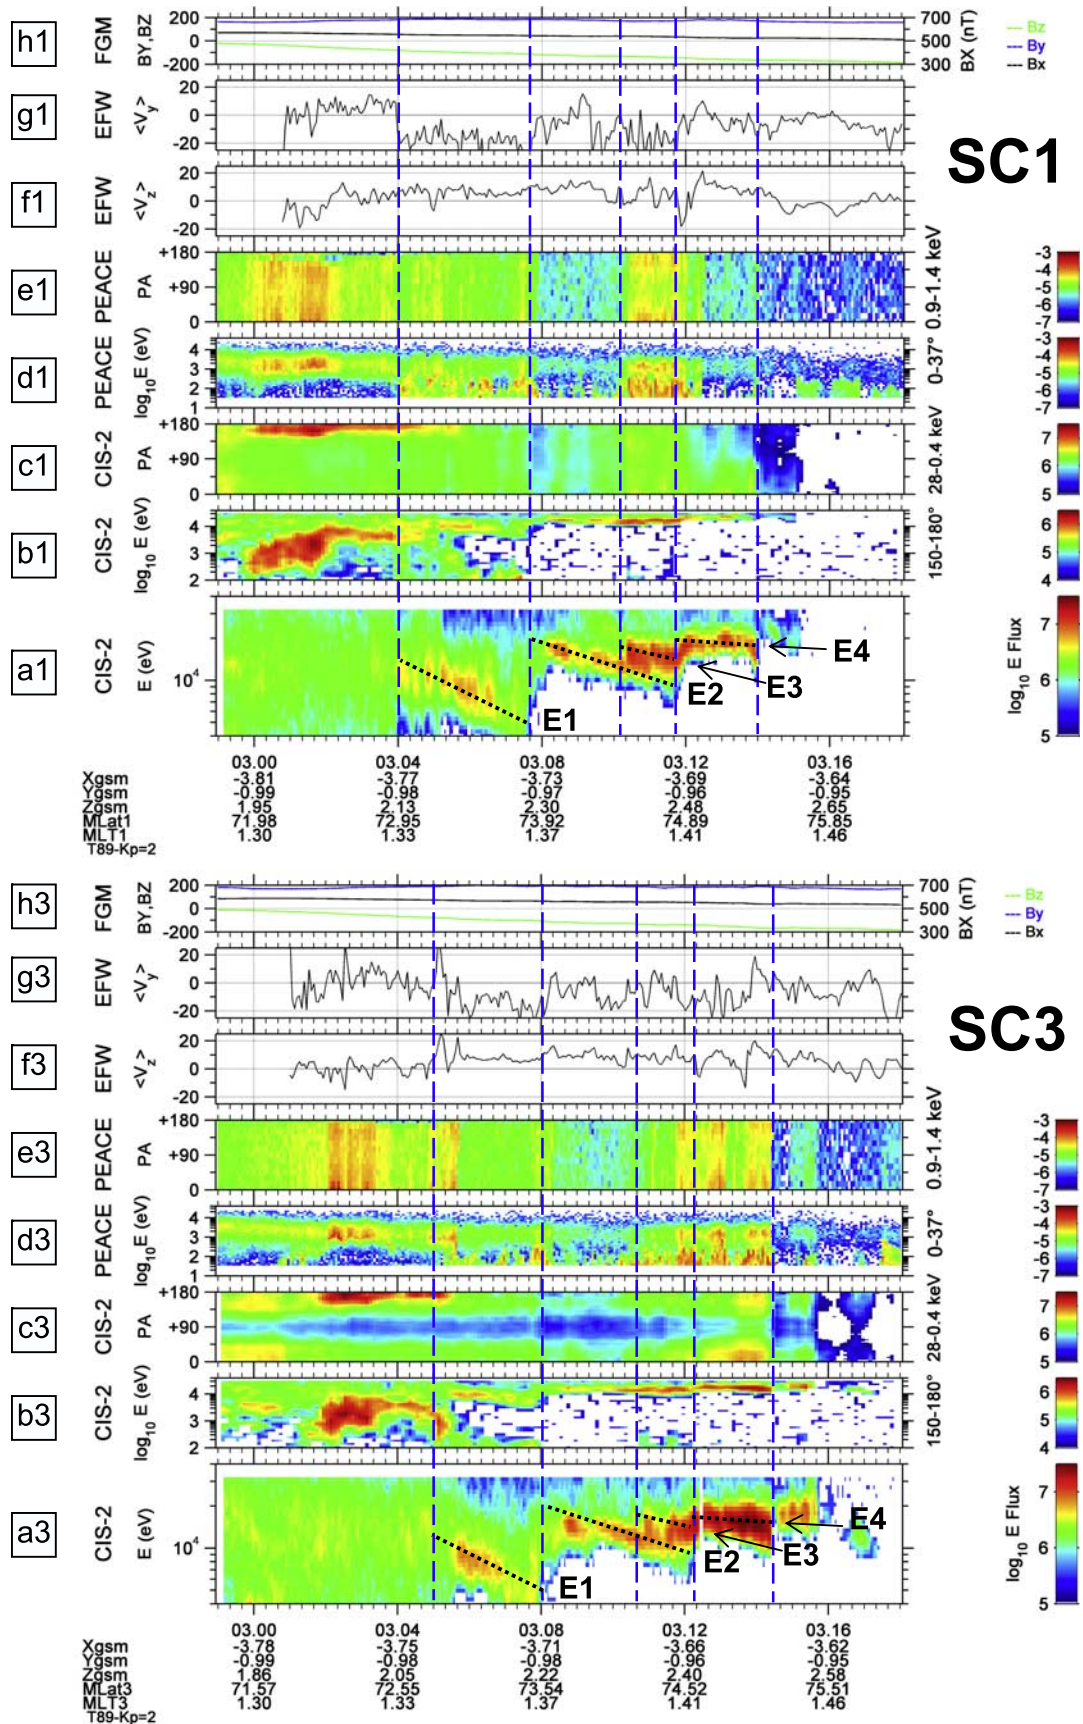 h1 FGM BY,BZ 200 0 -200 700 500 300 BX (nT) --- Bz --- By --- Bx
g1 EFW <Vy> 20 0 -20
SC1
f1 EFW <Vz> 20 0 -20
e1 PEACE PA +180 +90 0 0.9-1.4 keV -3 -4 -5 -6 -7
d1 PEACE log10 E (eV) 4 3 2 1 0-37° -3 -4 -5 -6 -7
c1 CIS-2 PA +180 +90 0 28-0.4 keV 7 6 5
b1 CIS-2 log10 E (eV) 4 3 2 150-180° 6 5 4
a1 CIS-2 E (eV) 10⁴ E1 E2 E3 E4 log10 E Flux 7 6 5
03.00 03.04 03.08 03.12 03.16
Xgsm -3.81 -3.77 -3.73 -3.69 -3.64
Ygsm -0.99 -0.98 -0.97 -0.96 -0.95
Zgsm 1.95 2.13 2.30 2.48 2.65
MLat1 71.98 72.95 73.92 74.89 75.85
MLT1 1.30 1.33 1.37 1.41 1.46
T89-Kp=2
h3 FGM BY,BZ 200 0 -200 700 500 300 BX (nT) --- Bz --- By --- Bx
g3 EFW <Vy> 20 0 -20
SC3
f3 EFW <Vz> 20 0 -20
e3 PEACE PA +180 +90 0 0.9-1.4 keV -3 -4 -5 -6 -7
d3 PEACE log10 E (eV) 4 3 2 1 0-37° -3 -4 -5 -6 -7
c3 CIS-2 PA +180 +90 0 28-0.4 keV 7 6 5
b3 CIS-2 log10 E (eV) 4 3 2 150-180° 6 5 4
a3 CIS-2 E (eV) 10⁴ E1 E2 E3 E4 log10 E Flux 7 6 5
03.00 03.04 03.08 03.12 03.16
Xgsm -3.78 -3.75 -3.71 -3.66 -3.62
Ygsm -0.99 -0.98 -0.98 -0.96 -0.95
Zgsm 1.86 2.05 2.22 2.40 2.58
MLat3 71.57 72.55 73.54 74.52 75.51
MLT3 1.30 1.33 1.37 1.41 1.46
T89-Kp=2